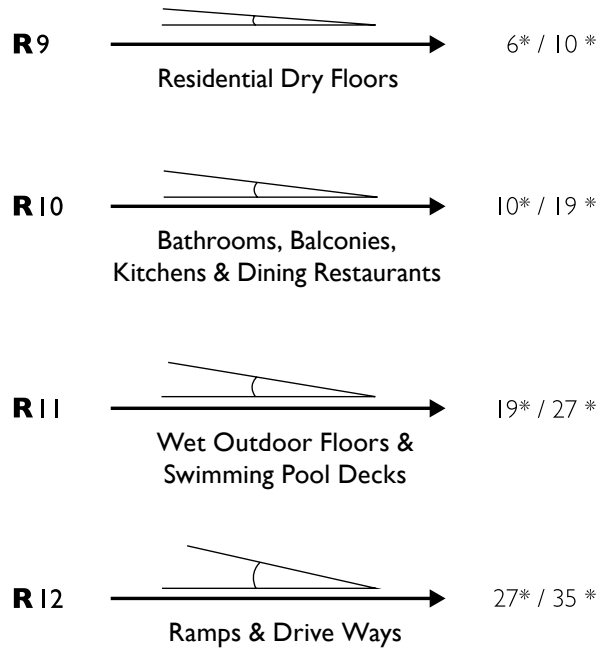 R9 6* / 10 *
Residential Dry Floors
R10 10* / 19 *
Bathrooms, Balconies,
Kitchens & Dining Restaurants
R11 19* / 27 *
Wet Outdoor Floors &
Swimming Pool Decks
R12 27* / 35 *
Ramps & Drive Ways